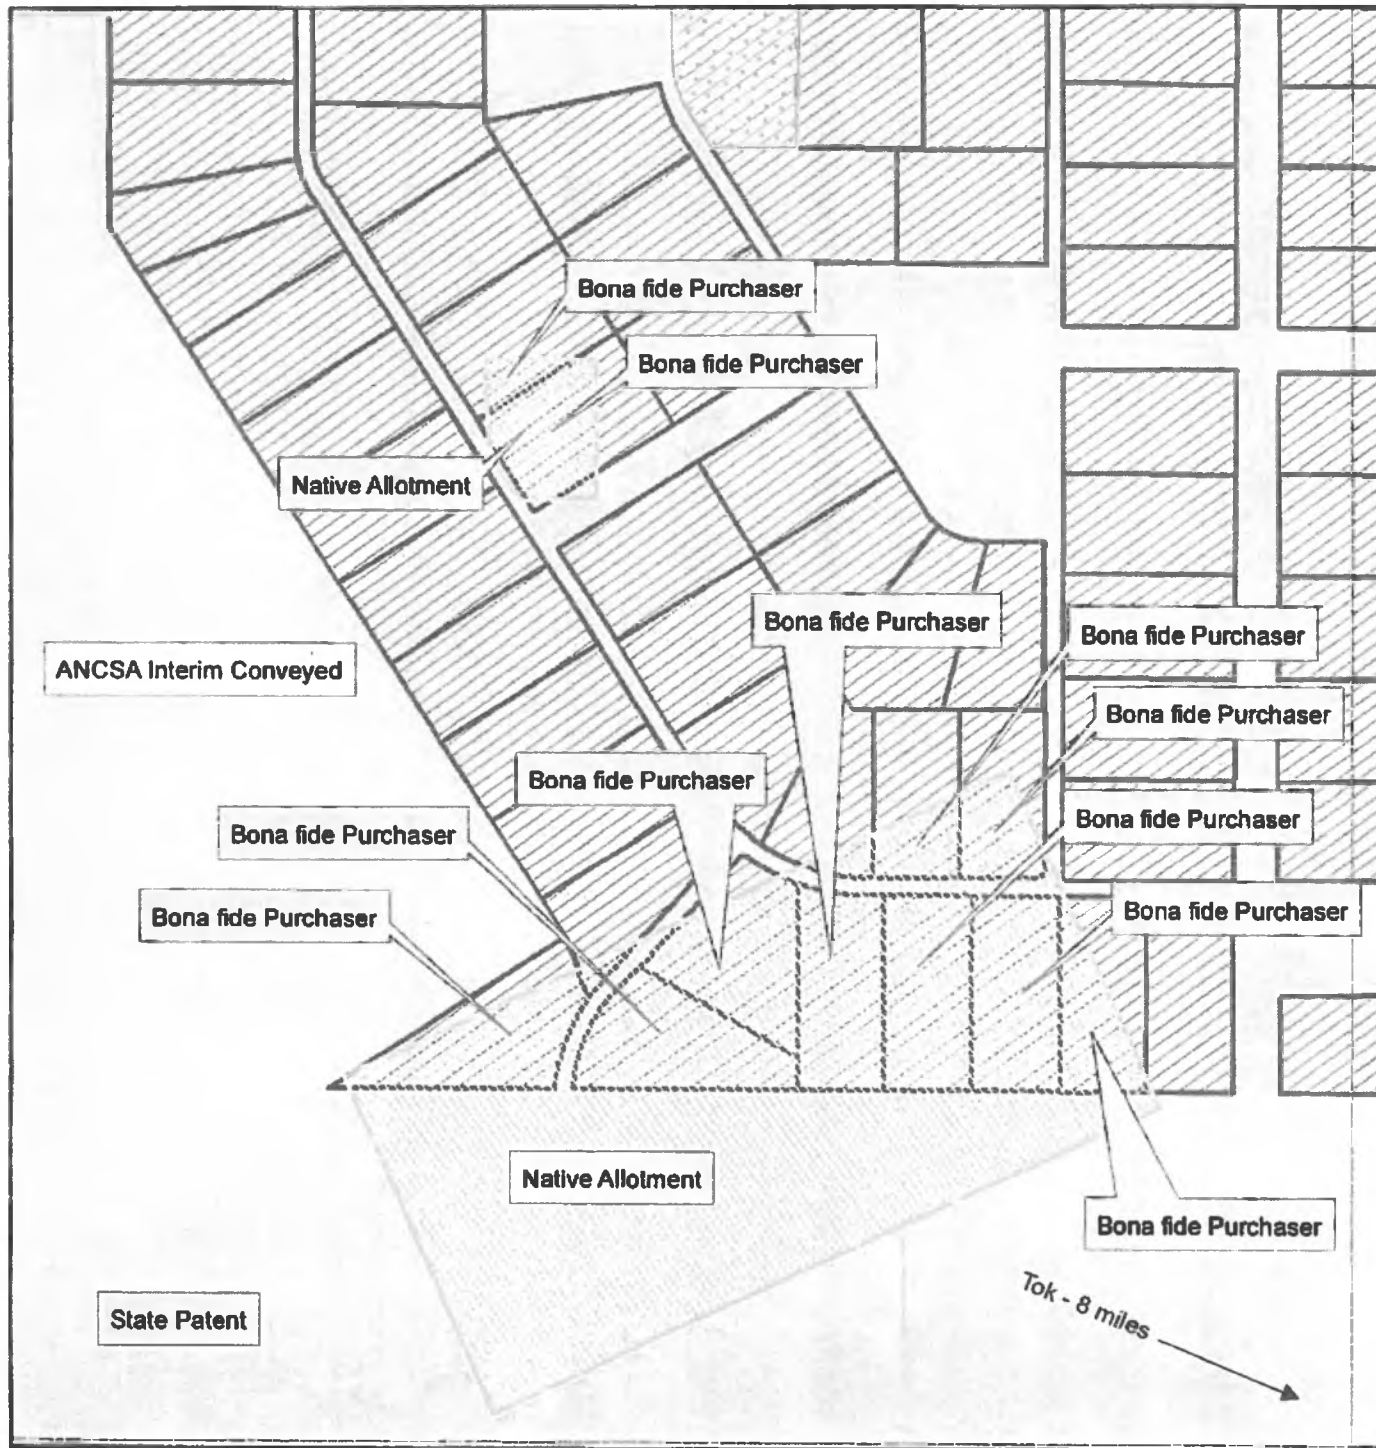 Bona fide Purchaser
Bona fide Purchaser
Native Allotment
Bona fide Purchaser
Bona fide Purchaser
ANCSA Interim Conveyed
Bona fide Purchaser
Bona fide Purchaser
Bona fide Purchaser
Bona fide Purchaser
Bona fide Purchaser
Bona fide Purchaser
Native Allotment
Bona fide Purchaser
Tok - 8 miles
State Patent